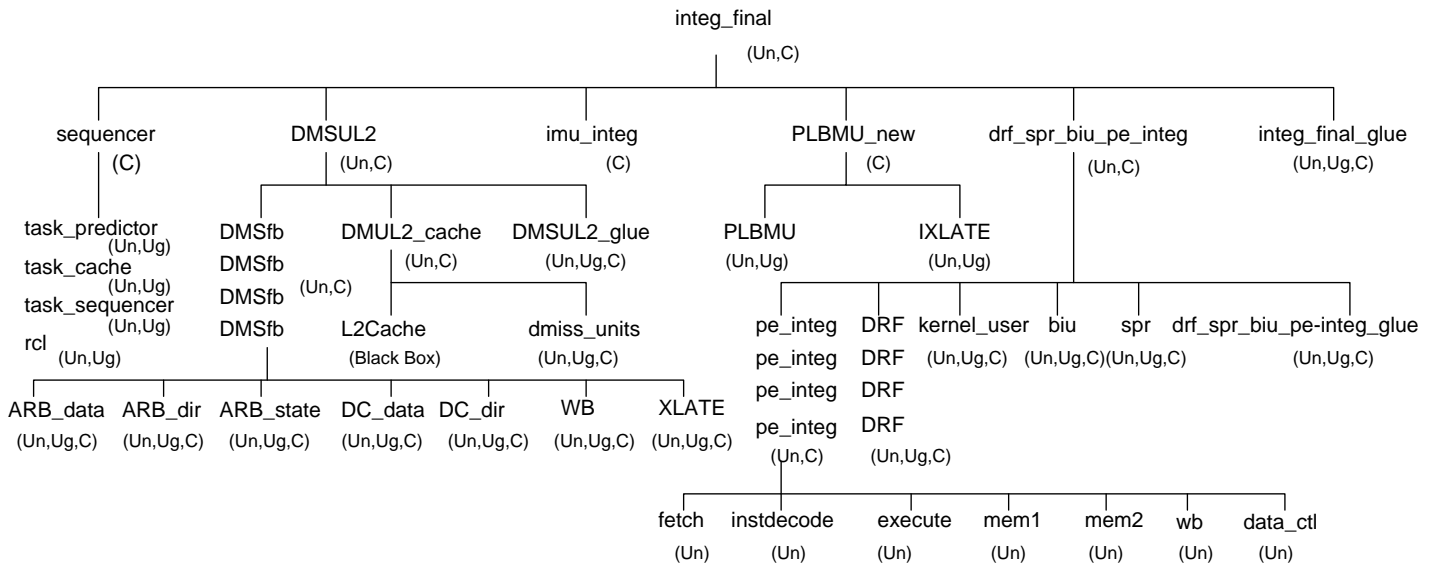 integ_final
(Un,C)
sequencer DMSUL2 imu_integ PLBMU_new drf_spr_biu_pe_integ integ_final_glue
(C) (Un,C) (C) (C) (Un,C) (Un,Ug,C)
task_predictor DMSfb DMUL2_cache DMSUL2_glue PLBMU IXLATE
(Un,Ug) (Un,C) (Un,Ug,C) (Un,Ug) (Un,Ug)
task_cache DMSfb
(Un,Ug) (Un,C)
task_sequencer DMSfb
(Un,Ug)
DMSfb L2Cache dmiss_units pe_integ DRF kernel_user biu spr drf_spr_biu_pe-integ_glue
rcl
(Un,Ug) (Black Box) (Un,Ug,C) (Un,Ug,C) (Un,Ug,C) (Un,Ug,C) (Un,Ug,C)
pe_integ DRF
pe_integ DRF
ARB_data ARB_dir ARB_state DC_data DC_dir WB XLATE
pe_integ DRF
(Un,Ug,C) (Un,Ug,C) (Un,Ug,C) (Un,Ug,C) (Un,Ug,C) (Un,Ug,C) (Un,Ug,C)
(Un,C) (Un,Ug,C)
fetch instdecode execute mem1 mem2 wb data_ctl
(Un) (Un) (Un) (Un) (Un) (Un) (Un)